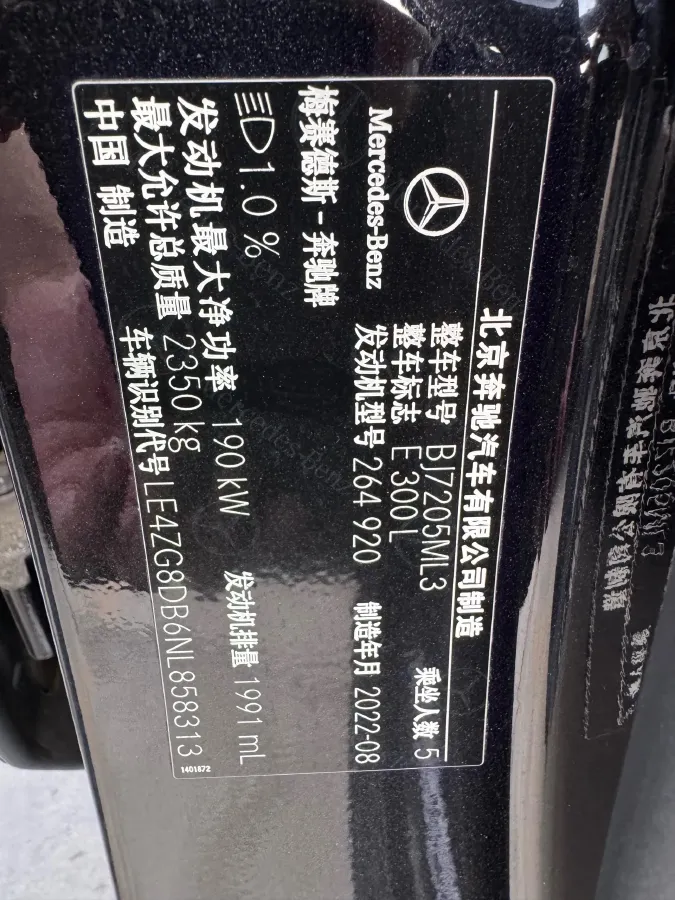 北京奔驰汽车有限公司制造
Mercedes-Benz
梅赛德斯-奔驰牌
整车型号 BJ7205ML3 乘坐人数 5
整车标志 E 300 L
发动机型号 264 920 制造年月 2022-08
1.0 %
发动机最大净功率 190 kW 发动机排量 1991 mL
最大允许总质量 2350 kg
中国 制造 车辆识别代号 LE4ZG8DB6NL858313
1401872